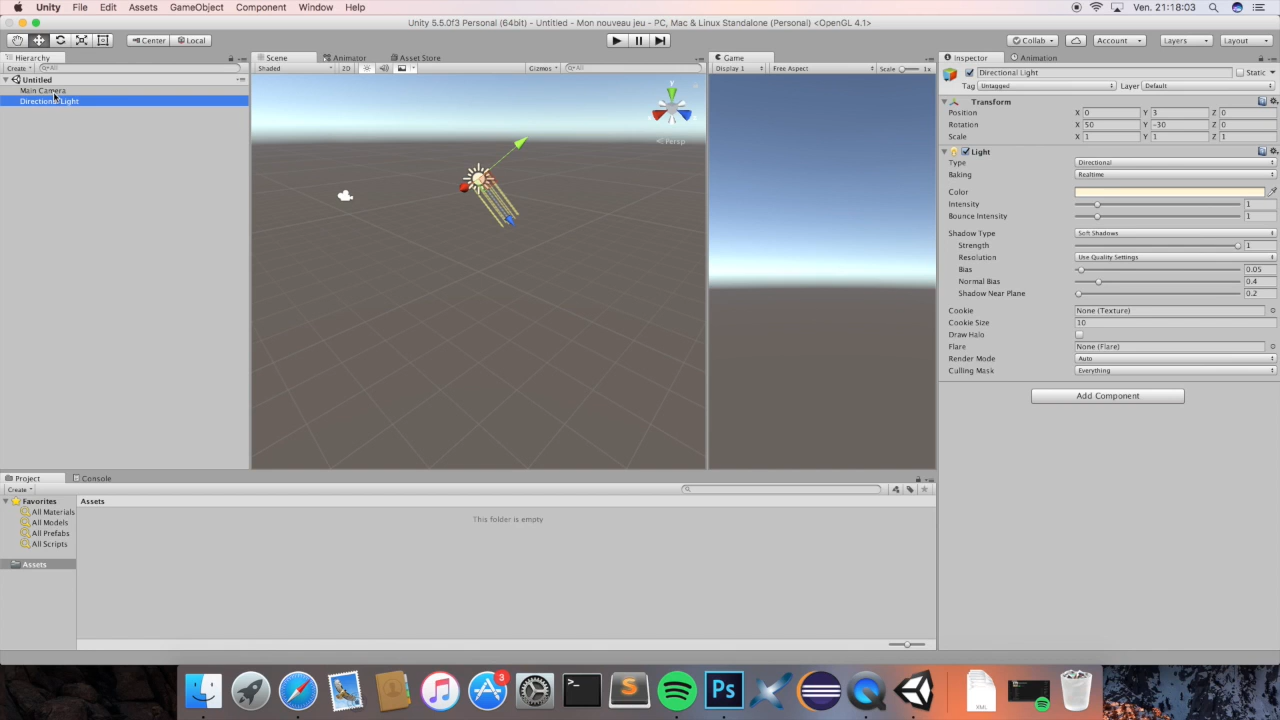 Unity File Edit Assets GameObject Component Window Help Ven. 21:18:03
Unity 5.5.0f3 Personal (64bit) - Untitled - Mon nouveau jeu - PC, Mac & Linux Standalone (Personal) <OpenGL 4.1>
Center Local Collab Account Layers Layout
Hierarchy Scene Animator Asset Store Game Inspector Animation
Create All Shaded 2D Gizmos All Display 1 Free Aspect Scale 1x Directional Light Static
Untitled
Tag Untagged Layer Default
Main Camera
Directional Light
y
Persp
Transform
Position X 0 Y 3 Z 0
Rotation X 50 Y -30 Z 0
Scale X 1 Y 1 Z 1
Light
Type Directional
Baking Realtime
Color
Intensity 1
Bounce Intensity 1
Shadow Type Soft Shadows
Strength 1
Resolution Use Quality Settings
Bias 0.05
Normal Bias 0.4
Shadow Near Plane 0.2
Cookie None (Texture)
Cookie Size 10
Draw Halo
Flare None (Flare)
Render Mode Auto
Culling Mask Everything
Add Component
Project Console
Create
Favorites Assets
All Materials
All Models
All Prefabs
All Scripts
Assets
This folder is empty
3
S
Ps
XML